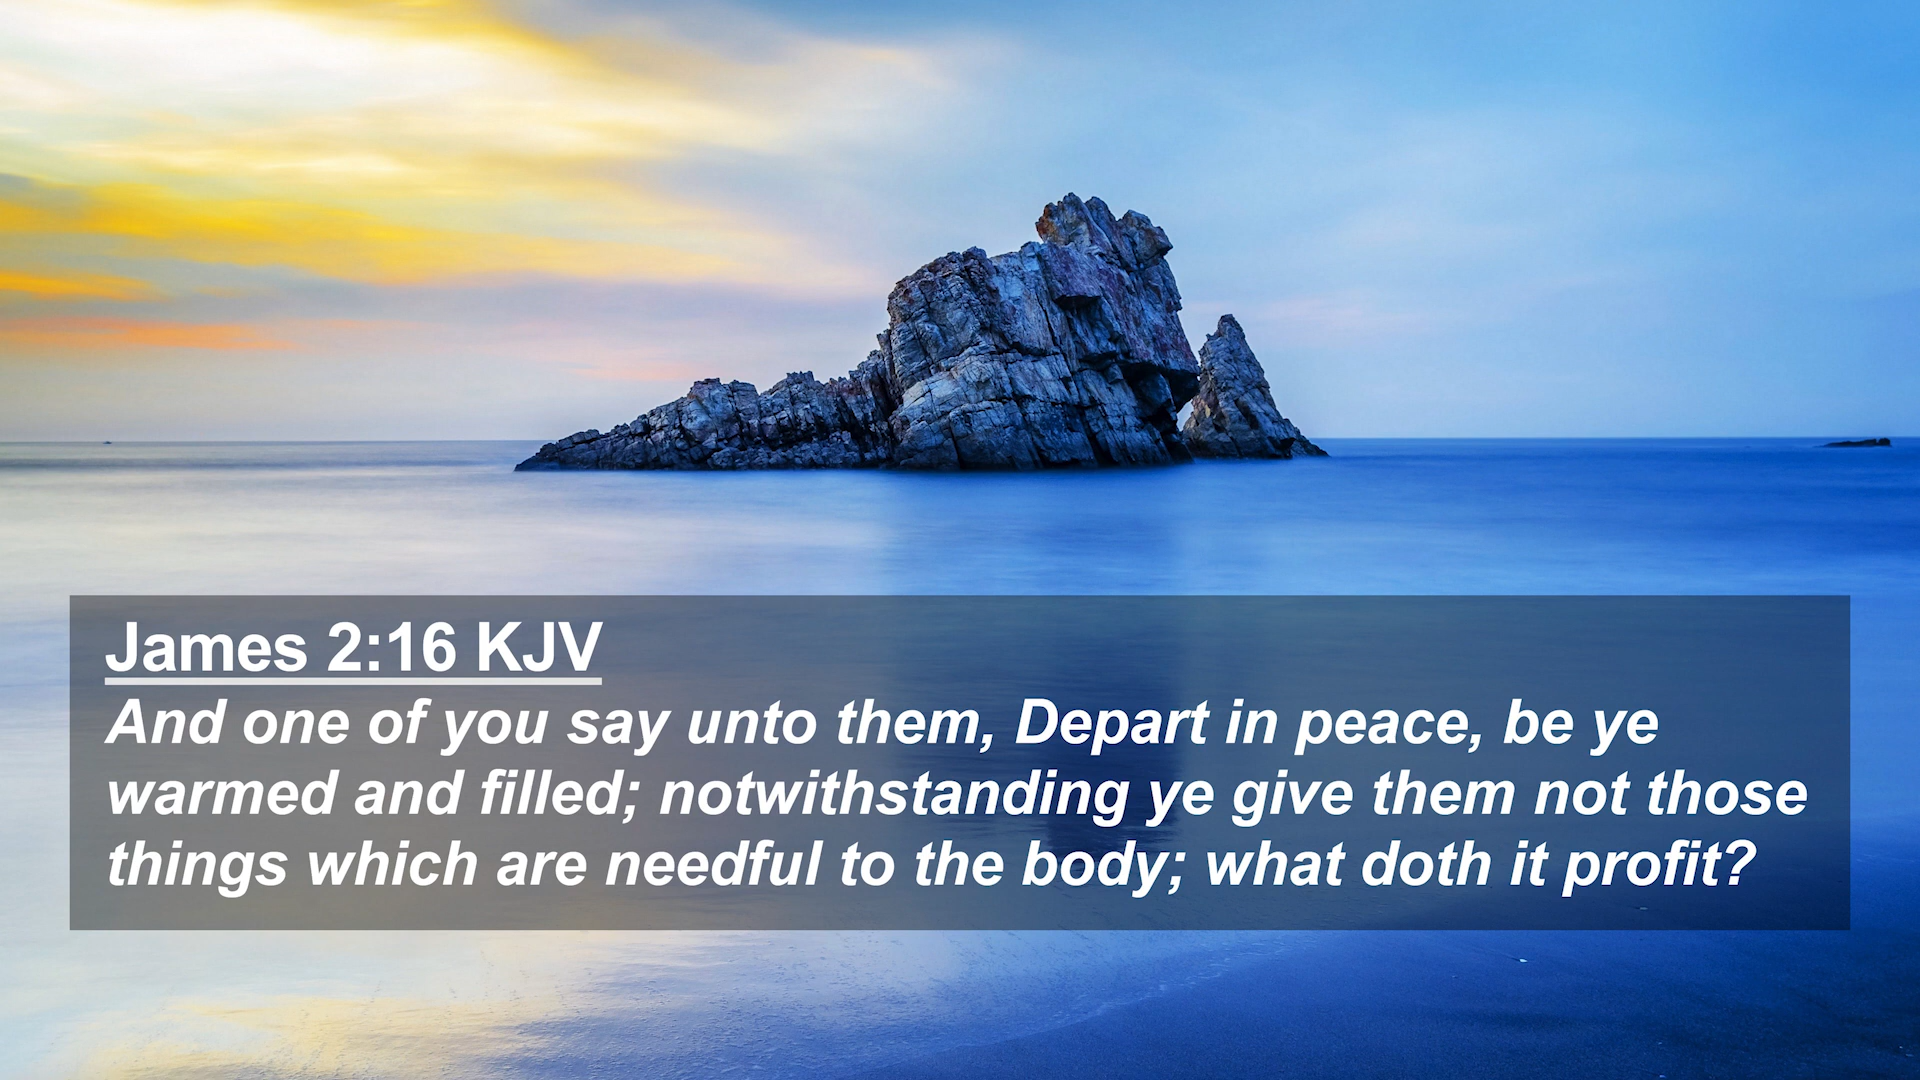 James 2:16 KJV
And one of you say unto them, Depart in peace, be ye
warmed and filled; notwithstanding ye give them not those
things which are needful to the body; what doth it profit?